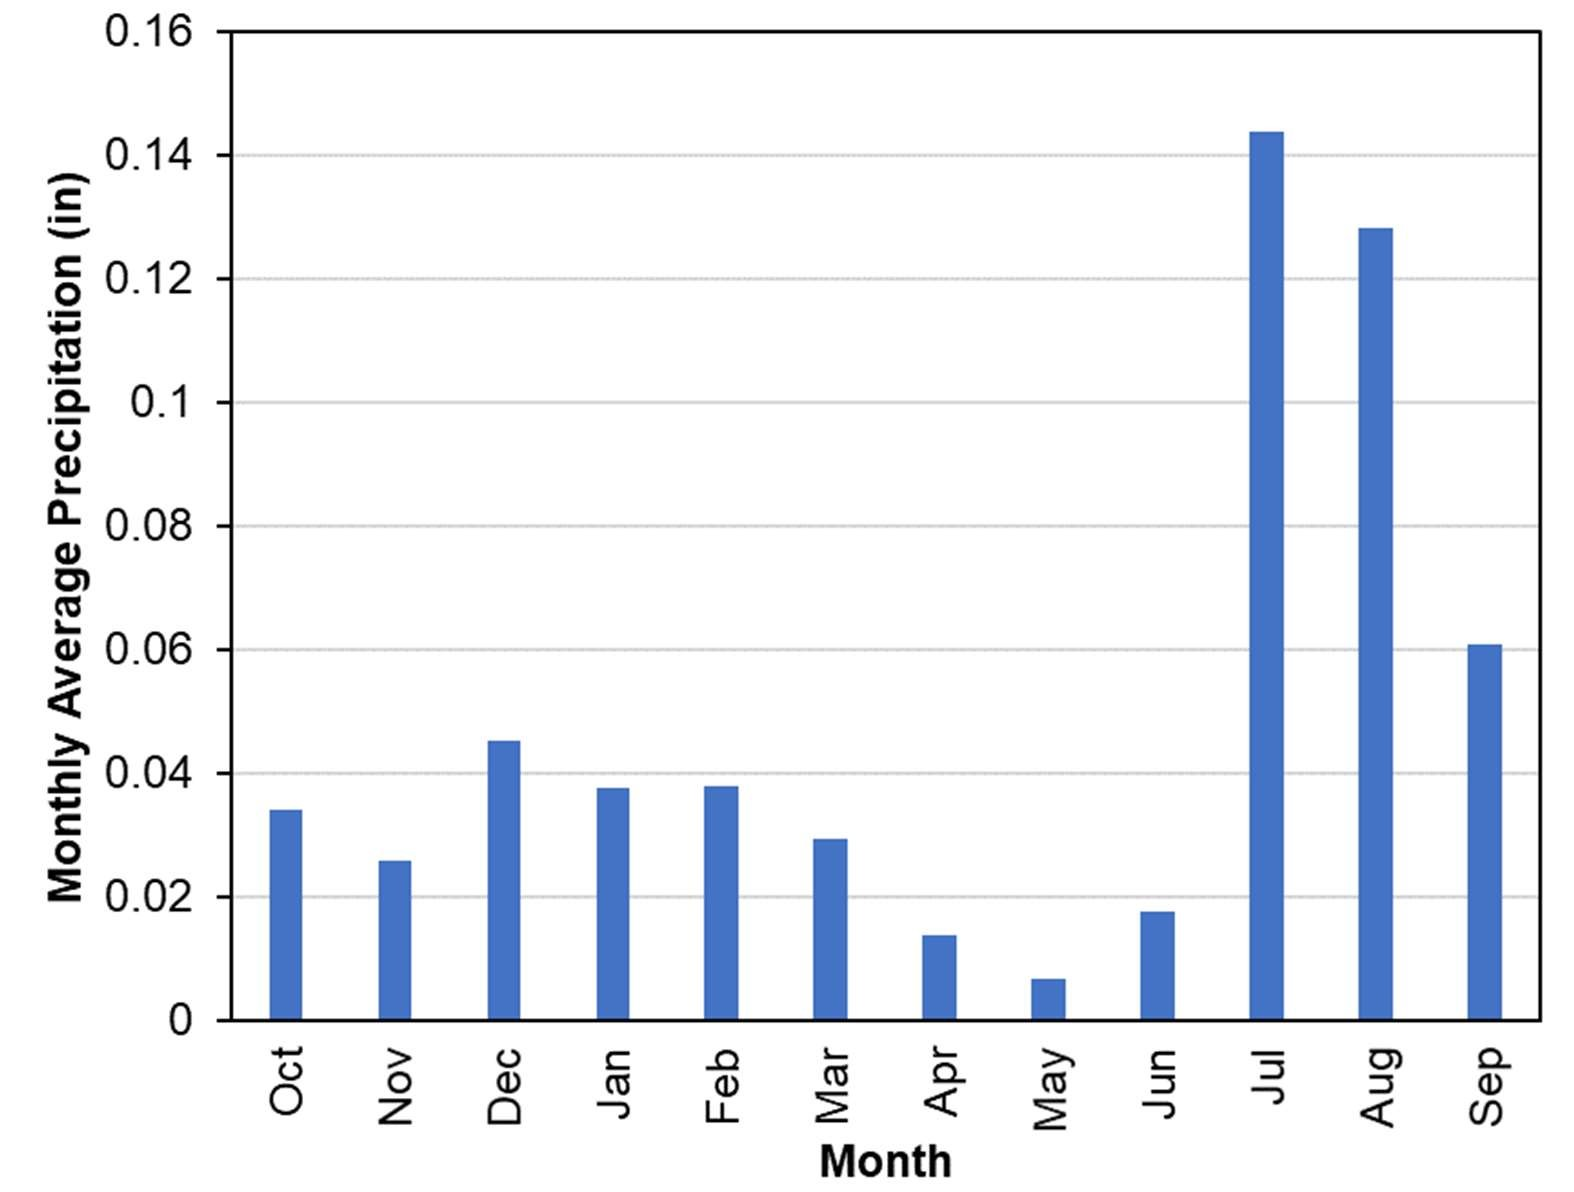 Monthly Average Precipitation (in)
0.16
0.14
0.12
0.1
0.08
0.06
0.04
0.02
0
Oct
Nov
Dec
Jan
Feb
Mar
Apr
May
Jun
Jul
Aug
Sep
Month